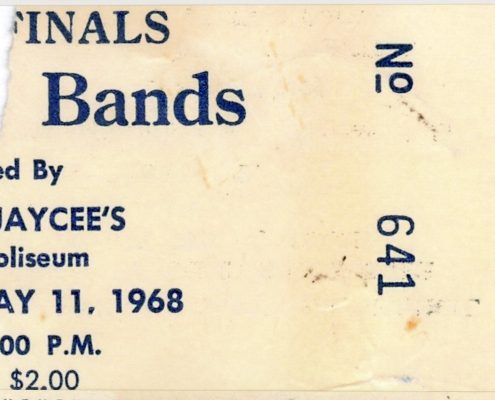 FINALS
Bands
ed By
JAYCEE'S
oliseum
AY 11, 1968
00 P.M.
$2.00
No
641